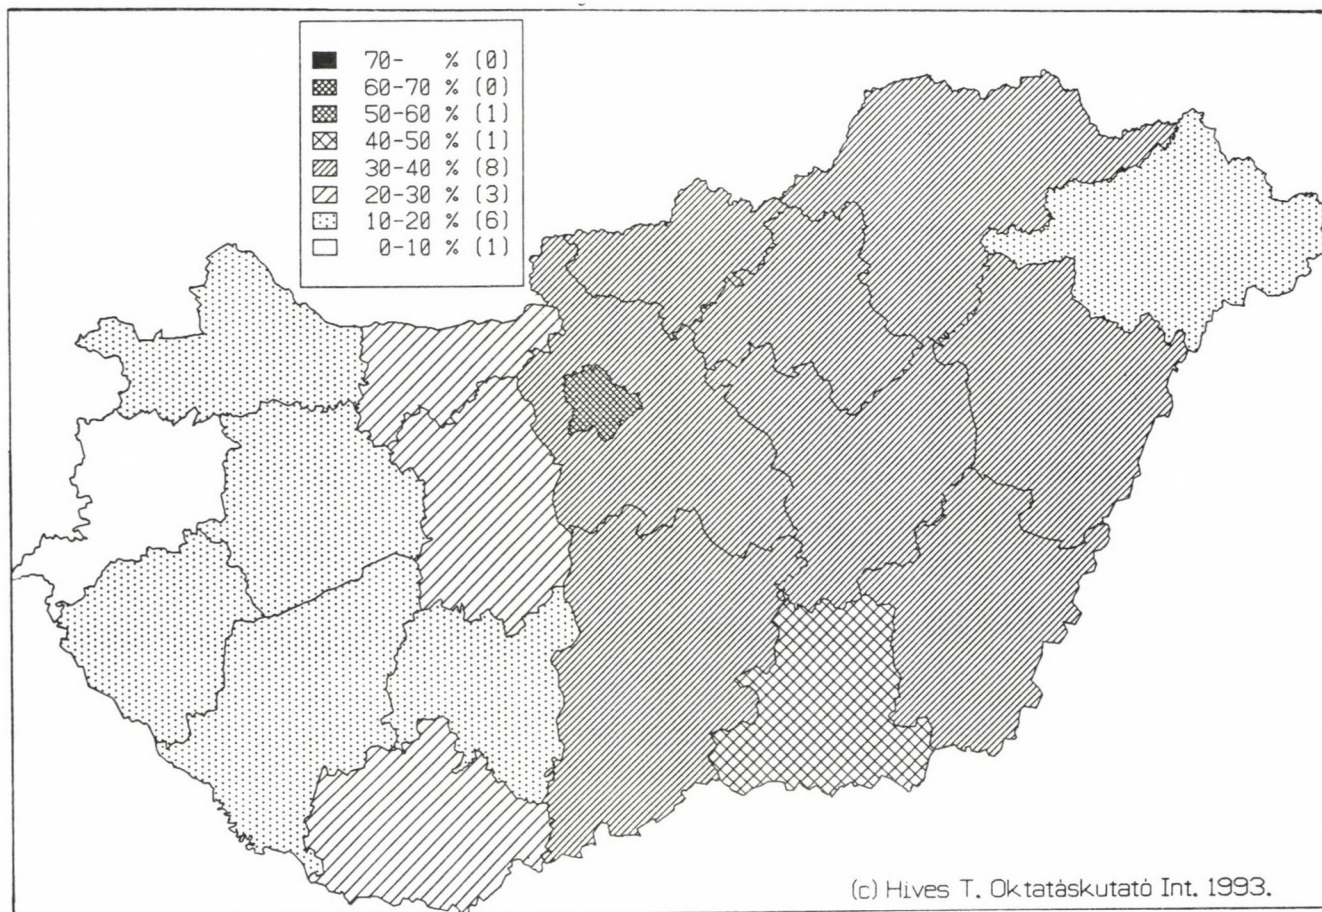 70- % (0)
60-70 % (0)
50-60 % (1)
40-50 % (1)
30-40 % (8)
20-30 % (3)
10-20 % (6)
0-10 % (1)
(c) Híves T. Oktatáskutató Int. 1993.